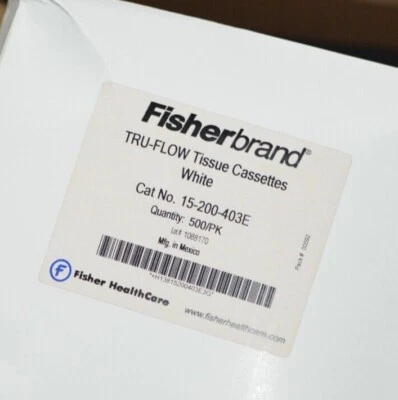 Fisherbrand®
TRU-FLOW Tissue Cassettes
White
Cat No. 15-200-403E
Quantity: 500/PK
Lot# 1088170
Mfg. in Mexico
f Fisher HealthCare
www.fisherhealthcare.com